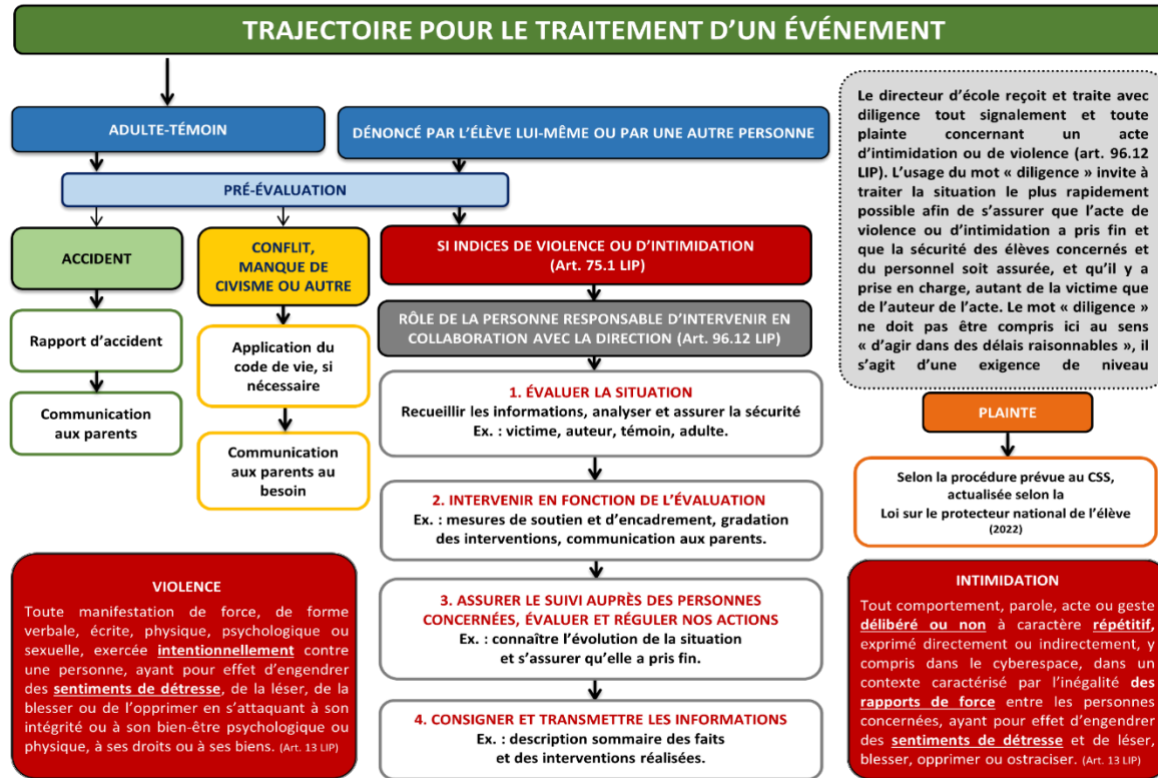 TRAJECTOIRE POUR LE TRAITEMENT D'UN ÉVÉNEMENT
ADULTE-TÉMOIN
DÉNONCÉ PAR L'ÉLÈVE LUI-MÊME OU PAR UNE AUTRE PERSONNE
PRÉ-ÉVALUATION
ACCIDENT
Rapport d'accident
Communication
aux parents
CONFLIT,
MANQUE DE
CIVISME OU AUTRE
Application du
code de vie, si
nécessaire
Communication
aux parents au
besoin
SI INDICES DE VIOLENCE OU D'INTIMIDATION
(Art. 75.1 LIP)
RÔLE DE LA PERSONNE RESPONSABLE D'INTERVENIR EN
COLLABORATION AVEC LA DIRECTION (Art. 96.12 LIP)
1. ÉVALUER LA SITUATION
Recueillir les informations, analyser et assurer la sécurité
Ex. : victime, auteur, témoin, adulte.
2. INTERVENIR EN FONCTION DE L'ÉVALUATION
Ex. : mesures de soutien et d'encadrement, gradation
des interventions, communication aux parents.
3. ASSURER LE SUIVI AUPRÈS DES PERSONNES
CONCERNÉES, ÉVALUER ET RÉGULER NOS ACTIONS
Ex. : connaître l'évolution de la situation
et s'assurer qu'elle a pris fin.
4. CONSIGNER ET TRANSMETTRE LES INFORMATIONS
Ex. : description sommaire des faits
et des interventions réalisées.
Le directeur d'école reçoit et traite avec
diligence tout signalement et toute
plainte concernant un acte
d'intimidation ou de violence (art. 96.12
LIP). L'usage du mot « diligence » invite à
traiter la situation le plus rapidement
possible afin de s'assurer que l'acte de
violence ou d'intimidation a pris fin et
que la sécurité des élèves concernés et
du personnel soit assurée, et qu'il y a
prise en charge, autant de la victime que
de l'auteur de l'acte. Le mot « diligence »
ne doit pas être compris ici au sens
« d'agir dans des délais raisonnables », il
s'agit d'une exigence de niveau
PLAINTE
Selon la procédure prévue au CSS,
actualisée selon la
Loi sur le protecteur national de l'élève
(2022)
VIOLENCE
Toute manifestation de force, de forme
verbale, écrite, physique, psychologique ou
sexuelle, exercée intentionnellement contre
une personne, ayant pour effet d'engendrer
des sentiments de détresse, de la léser, de la
blesser ou de l'opprimer en s'attaquant à son
intégrité ou à son bien-être psychologique ou
physique, à ses droits ou à ses biens. (Art. 13 LIP)
INTIMIDATION
Tout comportement, parole, acte ou geste
délibéré ou non à caractère répétitif,
exprimé directement ou indirectement, y
compris dans le cyberespace, dans un
contexte caractérisé par l'inégalité des
rapports de force entre les personnes
concernées, ayant pour effet d'engendrer
des sentiments de détresse et de léser,
blesser, opprimer ou ostraciser. (Art. 13 LIP)